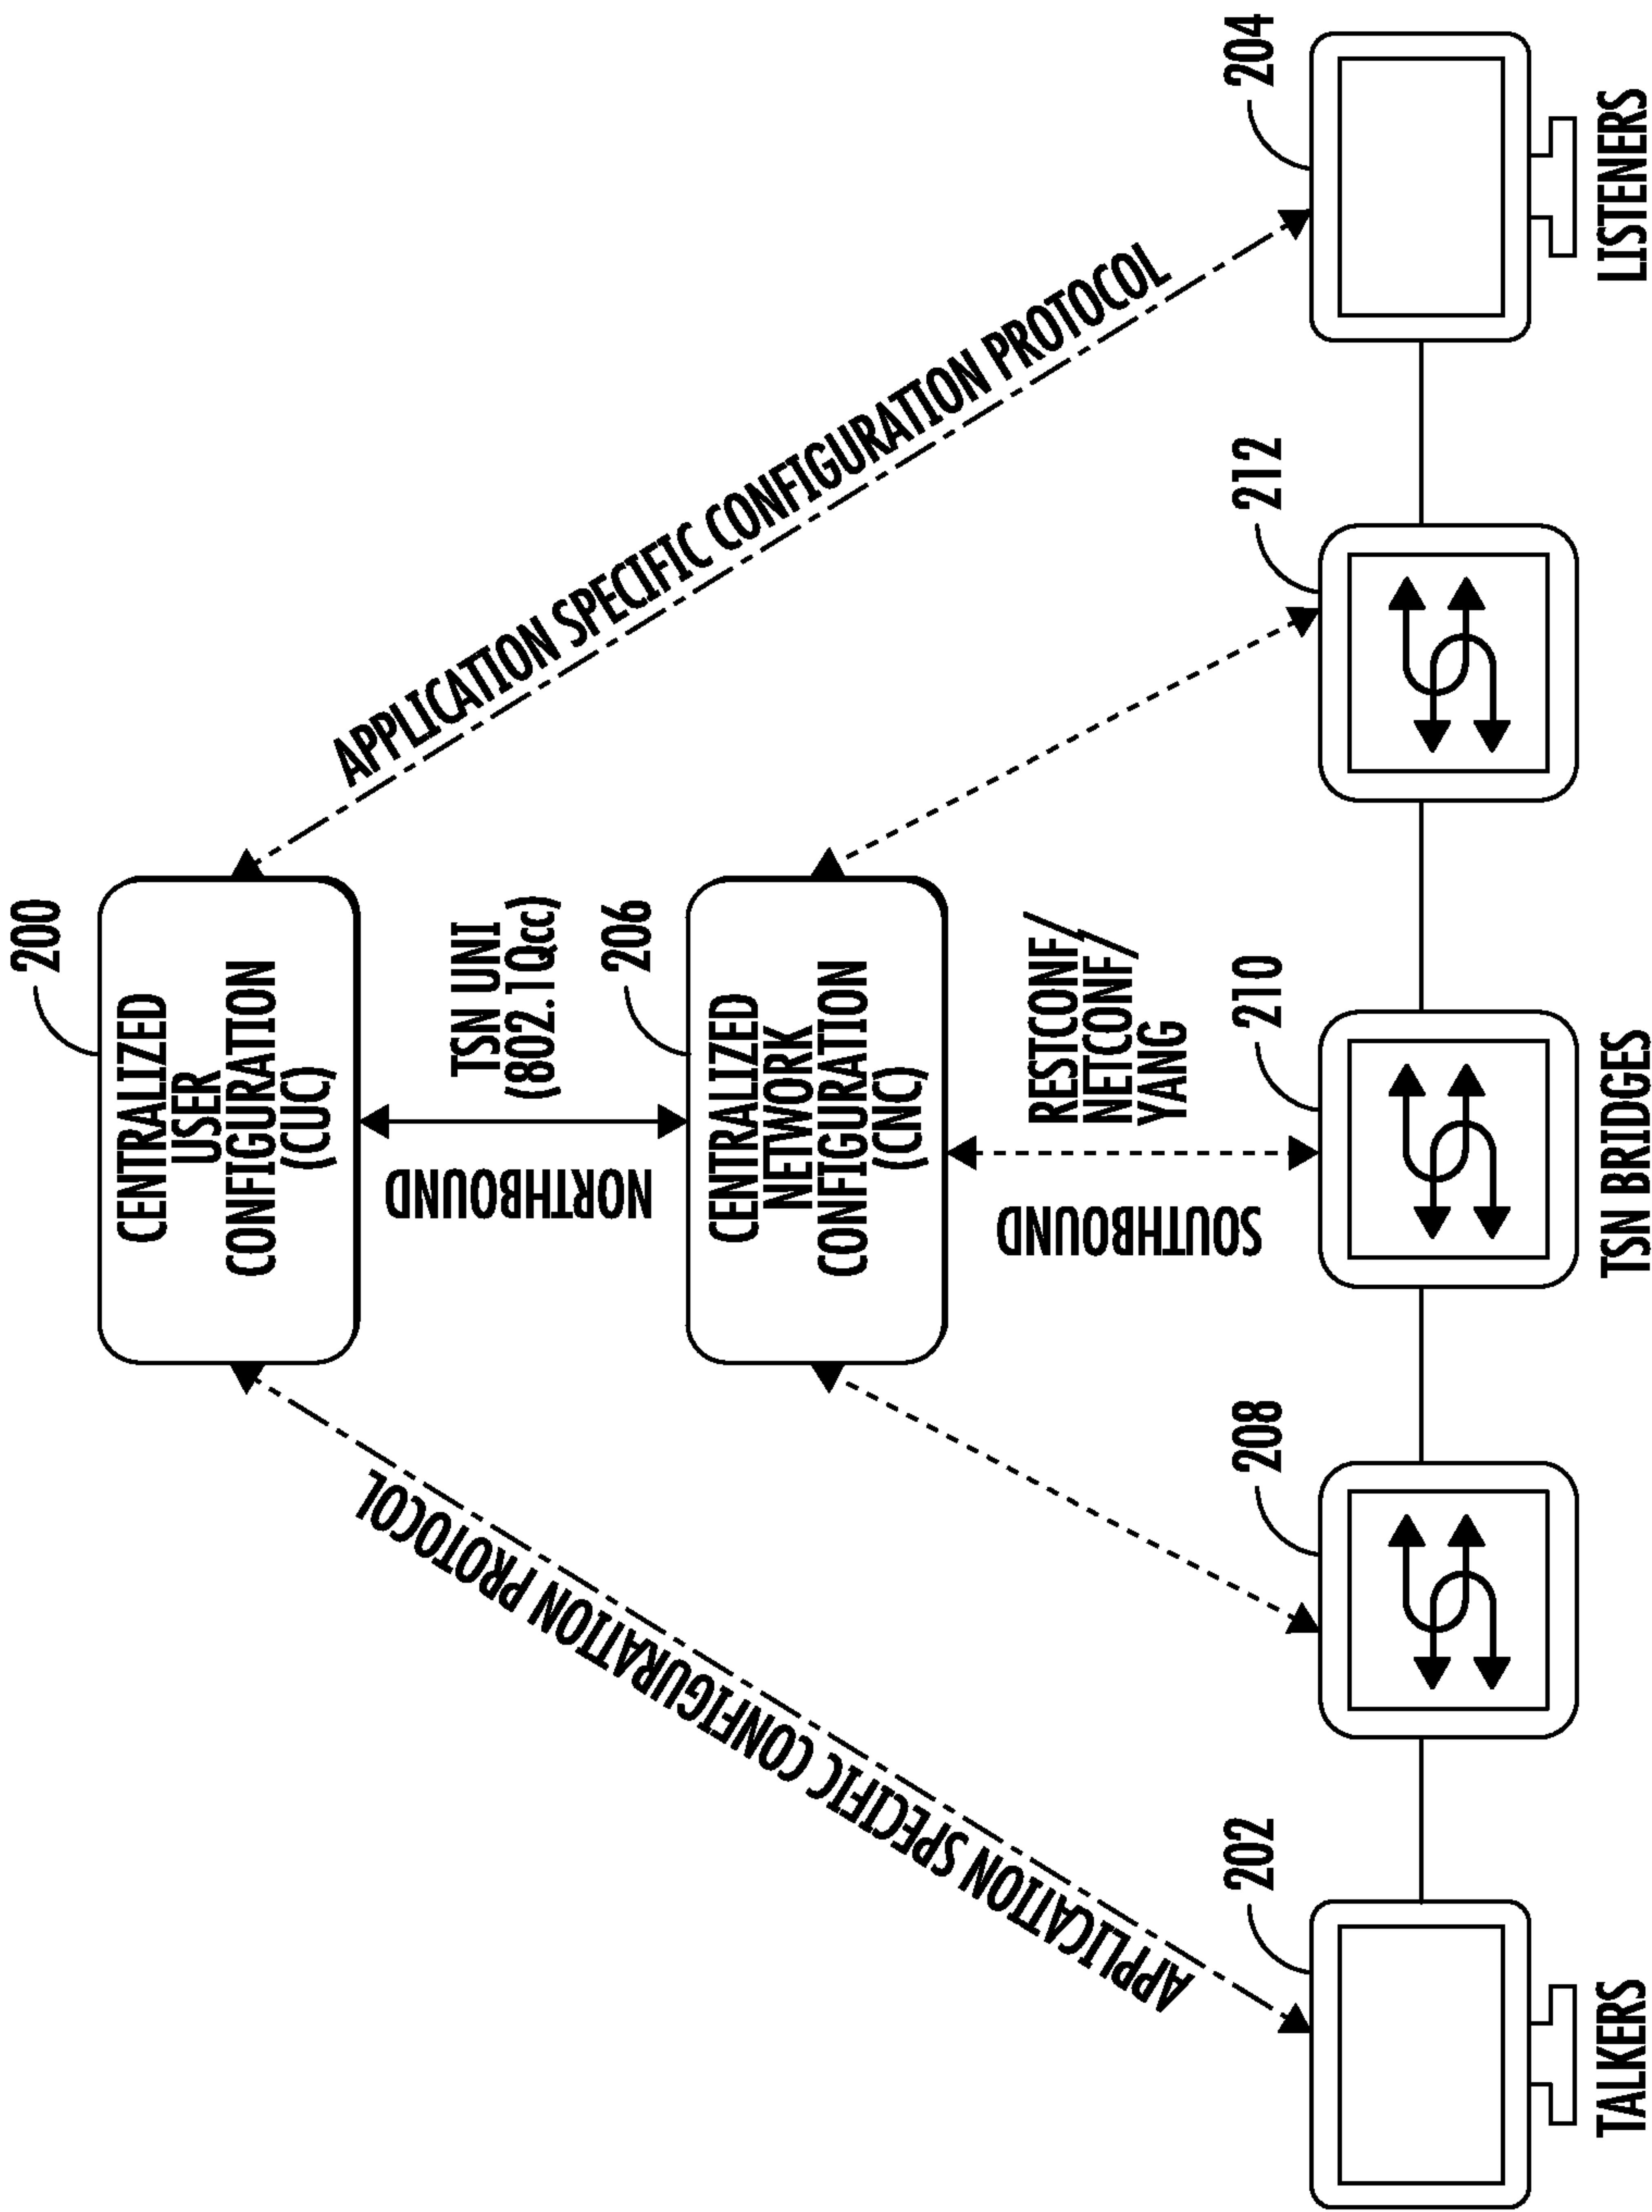 200
CENTRALIZED
USER
CONFIGURATION
(CUC)
APPLICATION SPECIFIC CONFIGURATION PROTOCOL
NORTHBOUND
TSN UNI
(802.1Qcc)
APPLICATION SPECIFIC CONFIGURATION PROTOCOL
206
CENTRALIZED
NETWORK
CONFIGURATION
(CNC)
SOUTHBOUND
RESTCONF/
NETCONF/
YANG
202
208
210
212
204
TALKERS
TSN BRIDGES
LISTENERS